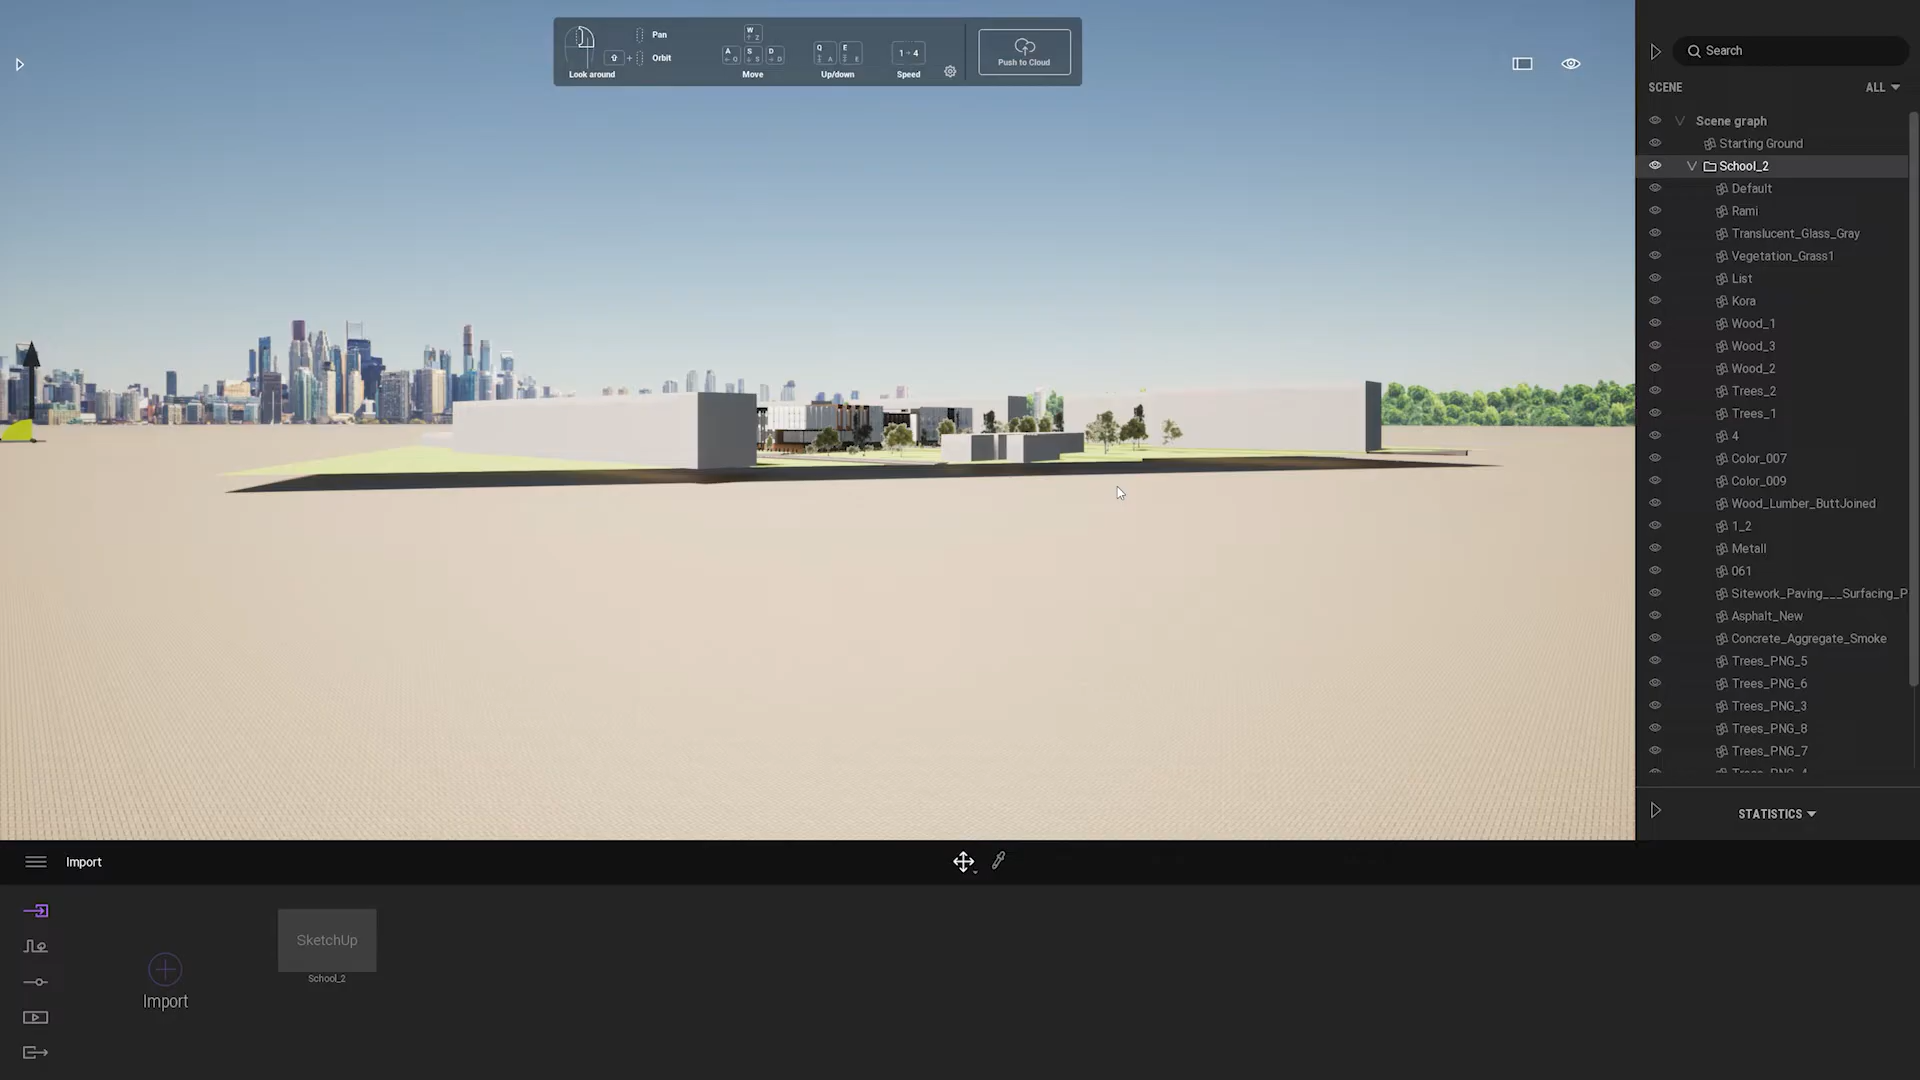 Pan
Orbit
Look around
W
Z
A
Q
S
S
D
D
Move
Q
A
E
E
Up/down
1 - 4
Speed
Push to Cloud
Search
SCENE
ALL
Scene graph
Starting Ground
School_2
Default
Rami
Translucent_Glass_Gray
Vegetation_Grass1
List
Kora
Wood_1
Wood_3
Wood_2
Trees_2
Trees_1
4
Color_007
Color_009
Wood_Lumber_ButtJoined
1_2
Metall
061
Sitework_Paving___Surfacing_P
Asphalt_New
Concrete_Aggregate_Smoke
Trees_PNG_5
Trees_PNG_6
Trees_PNG_3
Trees_PNG_8
Trees_PNG_7
Trees_PNG_4
STATISTICS
Import
Import
SketchUp
School_2